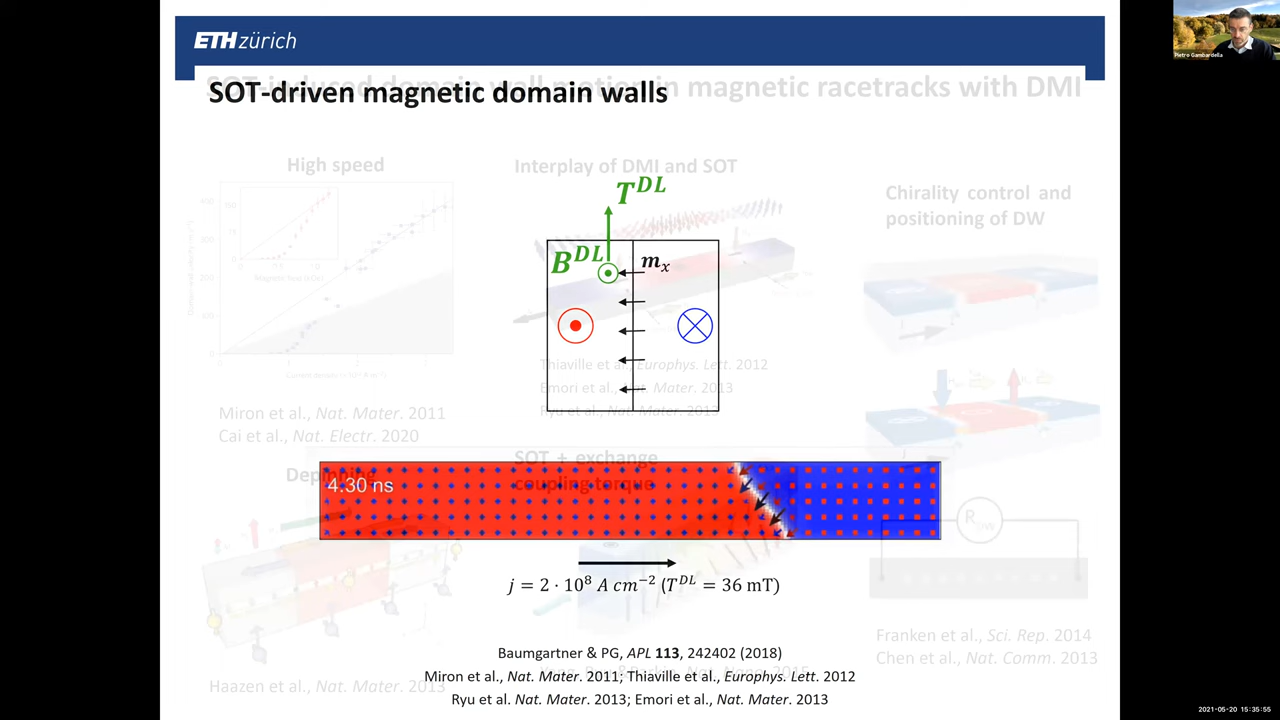 ETH zürich
Pietro Gambardella
SOT-induced domain wall motion in magnetic racetracks with DMI
SOT-driven magnetic domain walls
High speed
Interplay of DMI and SOT
Chirality control and
positioning of DW
T^DL
B^DL
m_x
Thiaville et al., Europhys. Lett. 2012
Emori et al., Nat. Mater. 2013
Ryu et al., Nat. Mater. 2013
Miron et al., Nat. Mater. 2011
Cai et al., Nat. Electr. 2020
Depinning
SOT + exchange
coupling torque
4.30 ns
R_DW
j = 2 · 10^8 A cm^−2 (T^DL = 36 mT)
Franken et al., Sci. Rep. 2014
Chen et al., Nat. Comm. 2013
Haazen et al., Nat. Mater. 2013
Baumgartner & PG, APL 113, 242402 (2018)
Miron et al., Nat. Mater. 2011; Thiaville et al., Europhys. Lett. 2012
Ryu et al. Nat. Mater. 2013; Emori et al., Nat. Mater. 2013
2021-05-20 15:35:55